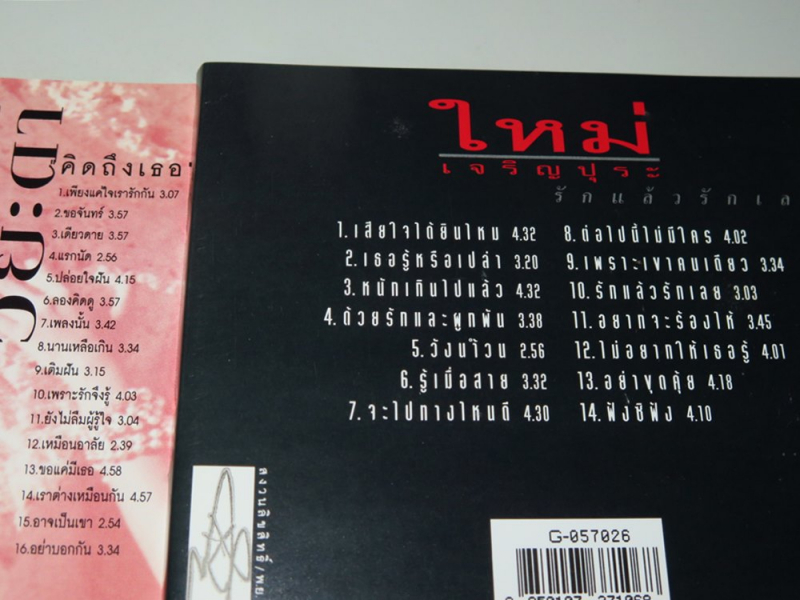 คิดถึงเธอ
1.เพียงแค่ใจเรารักกัน 3.07
2.ขอจันทร์ 3.57
3.เดียวดาย 3.57
4.แรกนัด 2.56
5.ปล่อยใจฝัน 4.15
6.ลองคิดดู 3.57
7.เพลงนั้น 3.42
8.นานเหลือเกิน 3.34
9.เติมฝัน 3.15
10.เพราะรักจึงรู้ 4.03
11.ยังไม่ลืมผู้รู้ใจ 3.04
12.เหมือนอาลัย 2.39
13.ขอแค่มีเธอ 4.58
14.เราต่างเหมือนกัน 4.57
15.อาจเป็นเขา 2.54
16.อย่าบอกกัน 3.34
ใหม่
เจริญปุระ
รักแล้วรักเล
1.เสียใจได้ยินไหม 4.32
2.เธอรู้หรือเปล่า 3.20
3.หนักเกินไปแล้ว 4.32
4.ด้วยรักและผูกพัน 3.38
5.วังน้ำวน 2.56
6.รู้เมื่อสาย 3.32
7.จะไปทางไหนดี 4.30
8.ต่อไปนี้ไม่มีใคร 4.02
9.เพราะเขาคนเดียว 3.34
10.รักแล้วรักเลย 3.03
11.อยากจะร้องไห้ 3.45
12.ไม่อยากให้เธอรู้ 4.01
13.อย่าขุดคุ้ย 4.18
14.ฟังซิฟัง 4.10
สงวนลิขสิทธิ์/พ.ย.
G-057026